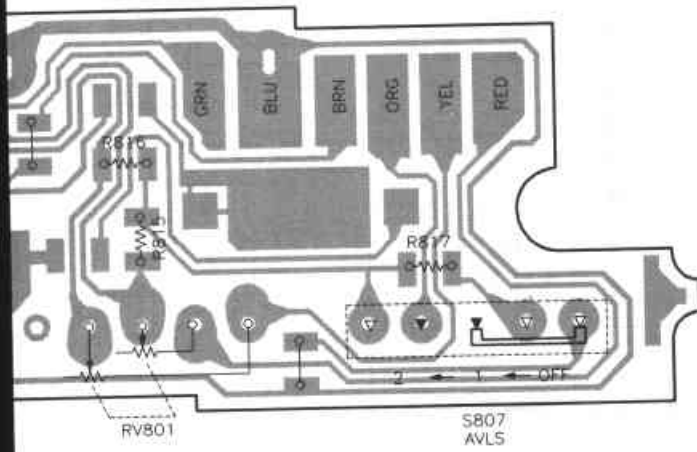 GRN
BLU
BRN
ORG
YEL
RED
R816
R815
R817
2 ← 1 ← OFF
RV801
S807
AVLS